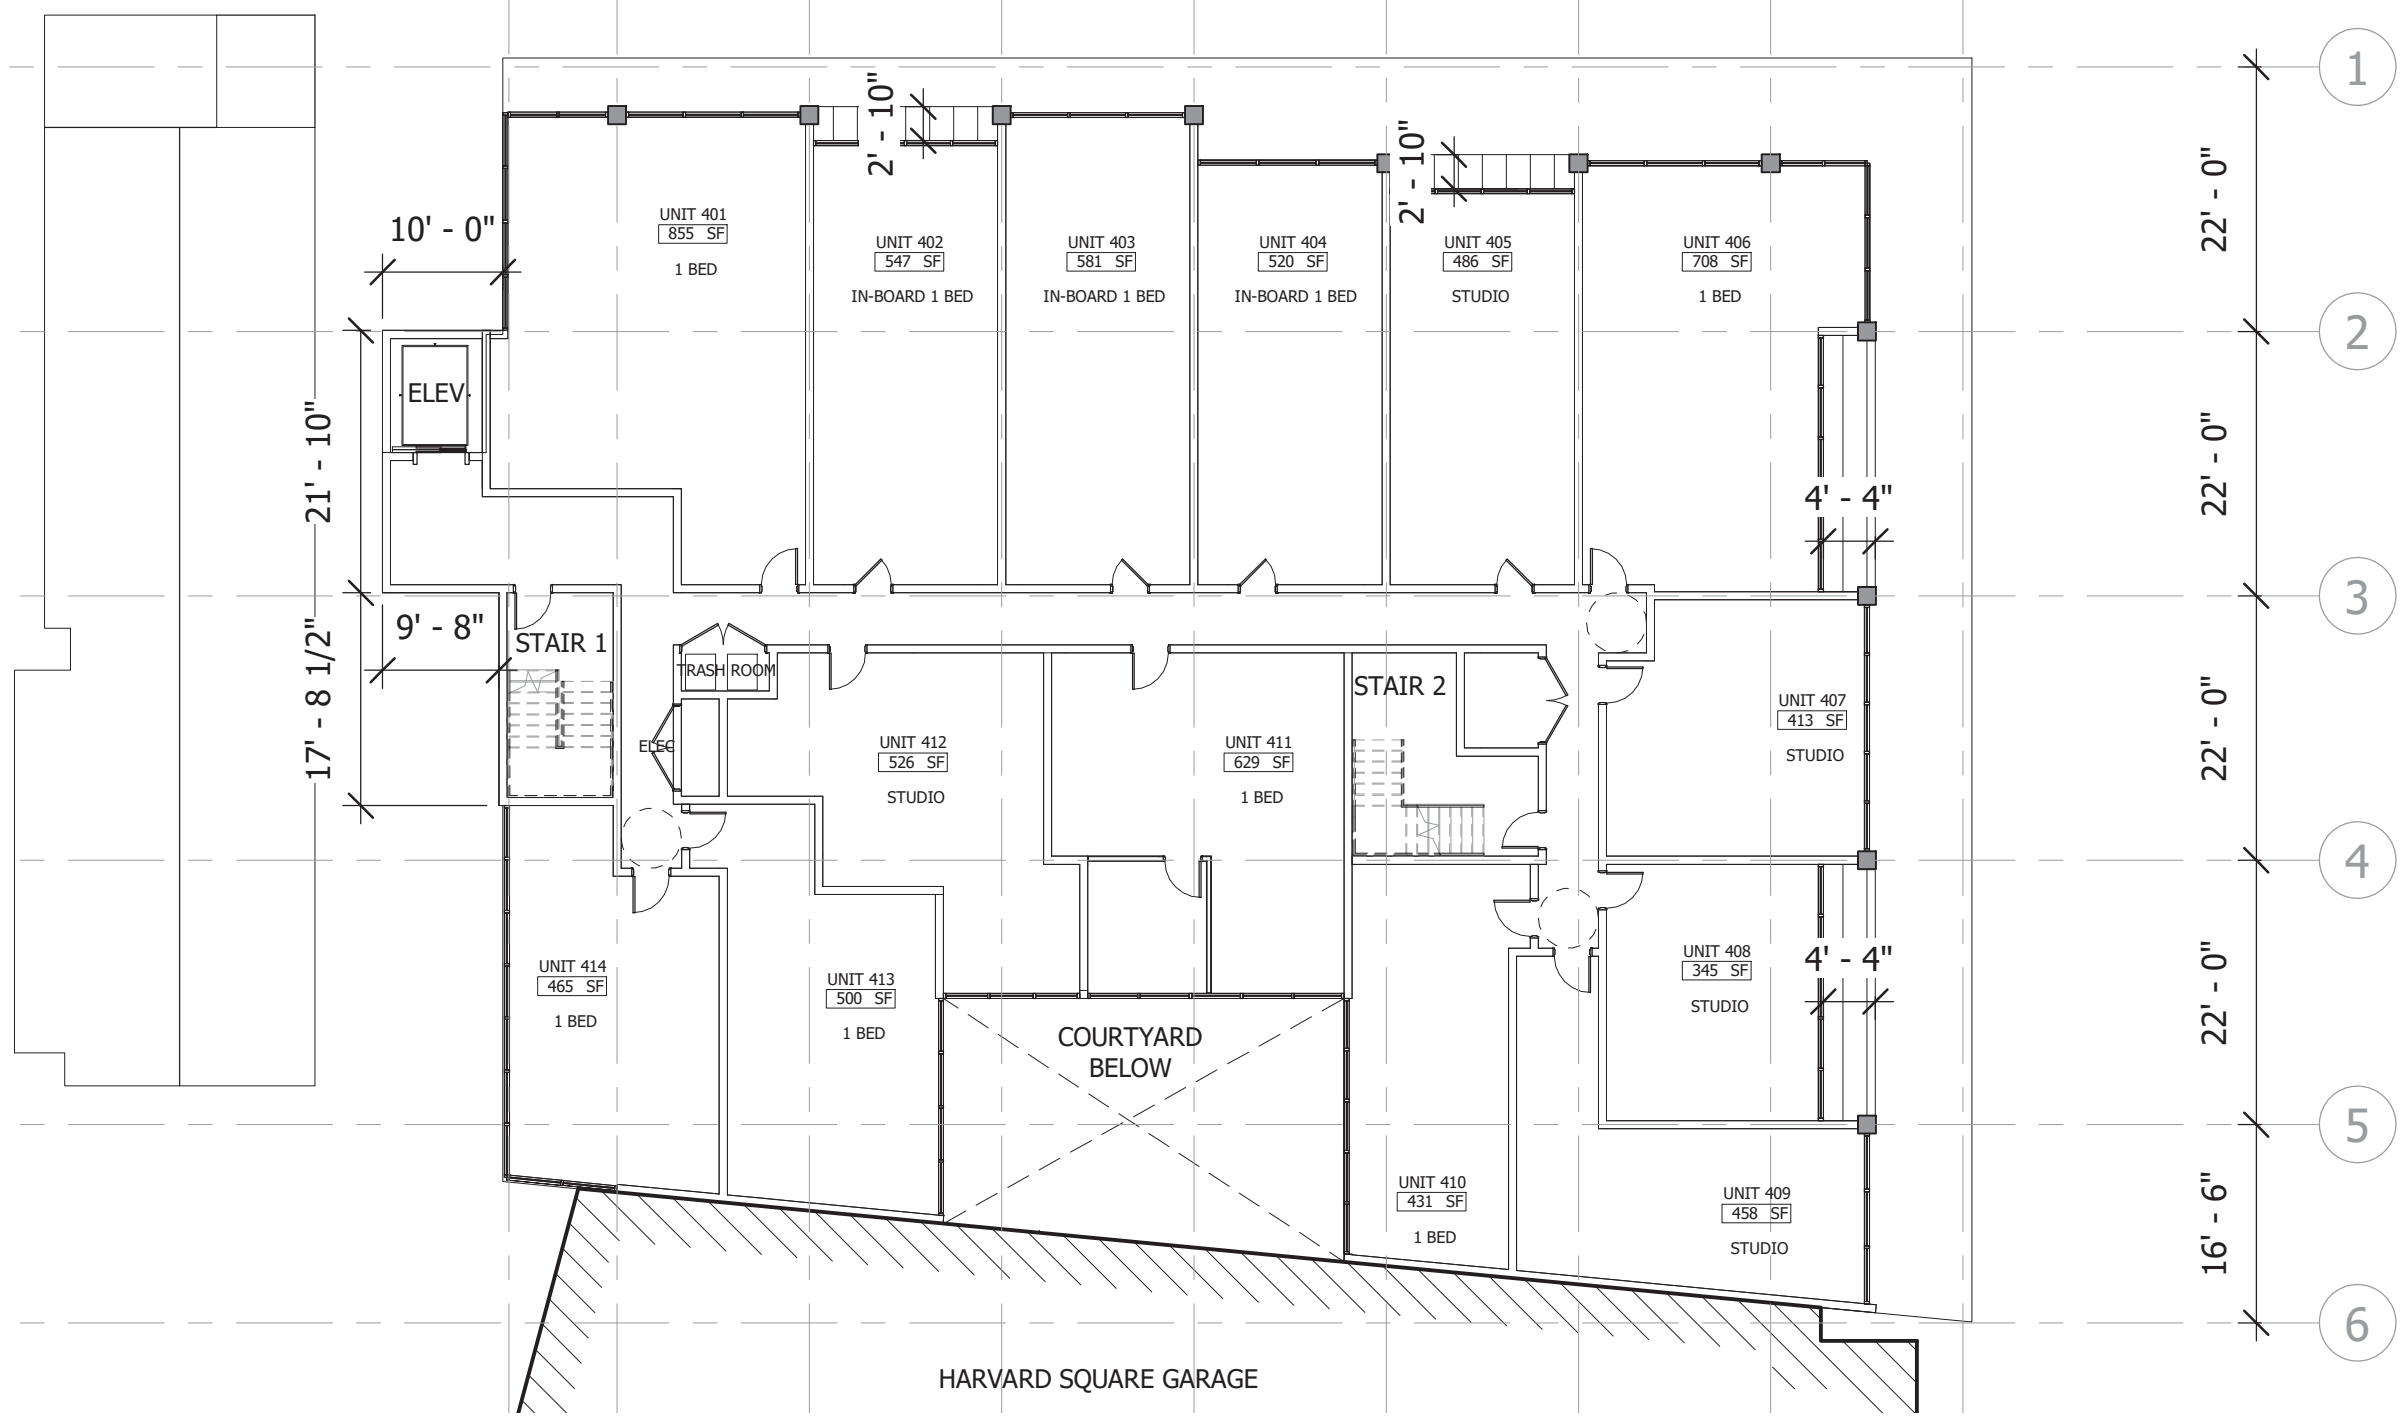 1
2' - 10"
2' - 10"
22' - 0"
10' - 0"
UNIT 401
855 SF
1 BED
UNIT 402
547 SF
IN-BOARD 1 BED
UNIT 403
581 SF
IN-BOARD 1 BED
UNIT 404
520 SF
IN-BOARD 1 BED
UNIT 405
486 SF
STUDIO
UNIT 406
708 SF
1 BED
2
ELEV
21' - 10"
22' - 0"
4' - 4"
3
9' - 8"
STAIR 1
17' - 8 1/2"
TRASH ROOM
STAIR 2
UNIT 407
413 SF
STUDIO
22' - 0"
ELEC
UNIT 412
526 SF
STUDIO
UNIT 411
629 SF
1 BED
4
UNIT 414
465 SF
1 BED
UNIT 413
500 SF
1 BED
UNIT 408
345 SF
STUDIO
4' - 4"
22' - 0"
COURTYARD
BELOW
5
UNIT 410
431 SF
1 BED
UNIT 409
458 SF
STUDIO
16' - 6"
6
HARVARD SQUARE GARAGE